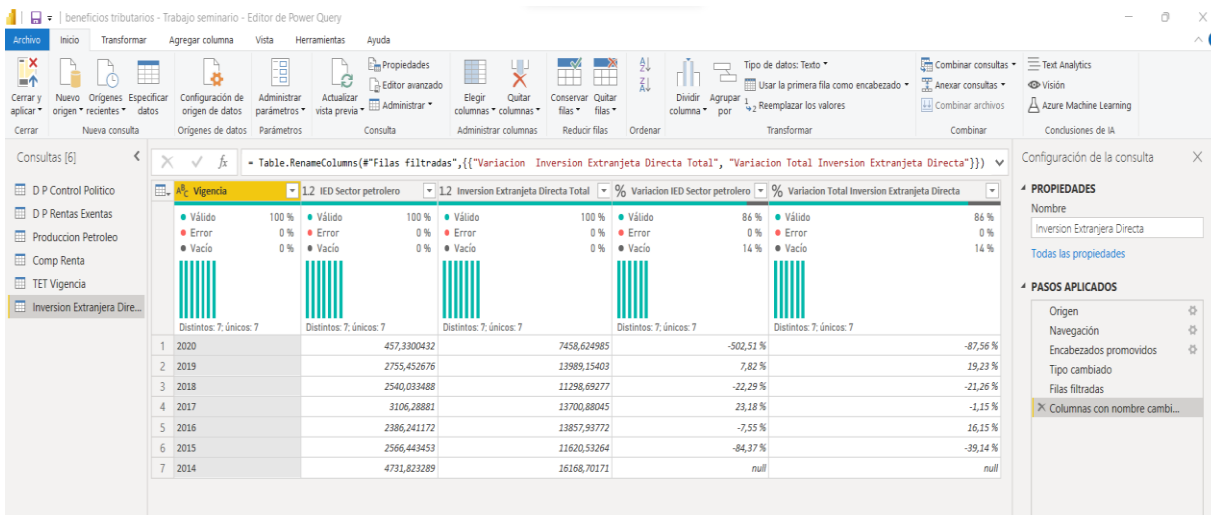 beneficios tributarios - Trabajo seminario - Editor de Power Query
Archivo Inicio Transformar Agregar columna Vista Herramientas Ayuda
Cerrar y aplicar
Nuevo origen
Orígenes recientes
Especificar datos
Configuración de origen de datos
Administrar parámetros
Actualizar vista previa
Propiedades
Editor avanzado
Administrar
Elegir columnas
Quitar columnas
Conservar filas
Quitar filas
Dividir columna
Agrupar por
Tipo de datos: Texto
Usar la primera fila como encabezado
Reemplazar los valores
Combinar consultas
Anexar consultas
Combinar archivos
Text Analytics
Visión
Azure Machine Learning
Cerrar Nueva consulta Orígenes de datos Parámetros Consulta Administrar columnas Reducir filas Ordenar Transformar Combinar Conclusiones de IA
Consultas [6]
D P Control Politico
D P Rentas Exentas
Produccion Petroleo
Comp Renta
TET Vigencia
Inversion Extranjera Dire...
fx = Table.RenameColumns(#"Filas filtradas",{{"Variacion  Inversion Extranjeta Directa Total", "Variacion Total Inversion Extranjeta Directa"}})
ABC Vigencia 1.2 IED Sector petrolero 1.2 Inversion Extranjeta Directa Total % Variacion IED Sector petrolero % Variacion Total Inversion Extranjeta Directa
Válido 100 % Válido 100 % Válido 100 % Válido 86 % Válido 86 %
Error 0 % Error 0 % Error 0 % Error 0 % Error 0 %
Vacío 0 % Vacío 0 % Vacío 0 % Vacío 14 % Vacío 14 %
Distintos: 7; únicos: 7 Distintos: 7; únicos: 7 Distintos: 7; únicos: 7 Distintos: 7; únicos: 7 Distintos: 7; únicos: 7
1 2020 457,3300432 7458,624985 -502,51 % -87,56 %
2 2019 2755,452676 13989,15403 7,82 % 19,23 %
3 2018 2540,033488 11298,69277 -22,29 % -21,26 %
4 2017 3106,28881 13700,88045 23,18 % -1,15 %
5 2016 2386,241172 13857,93772 -7,55 % 16,15 %
6 2015 2566,443453 11620,53264 -84,37 % -39,14 %
7 2014 4731,823289 16168,70171 null null
Configuración de la consulta
PROPIEDADES
Nombre
Inversion Extranjera Directa
Todas las propiedades
PASOS APLICADOS
Origen
Navegación
Encabezados promovidos
Tipo cambiado
Filas filtradas
Columnas con nombre cambi...